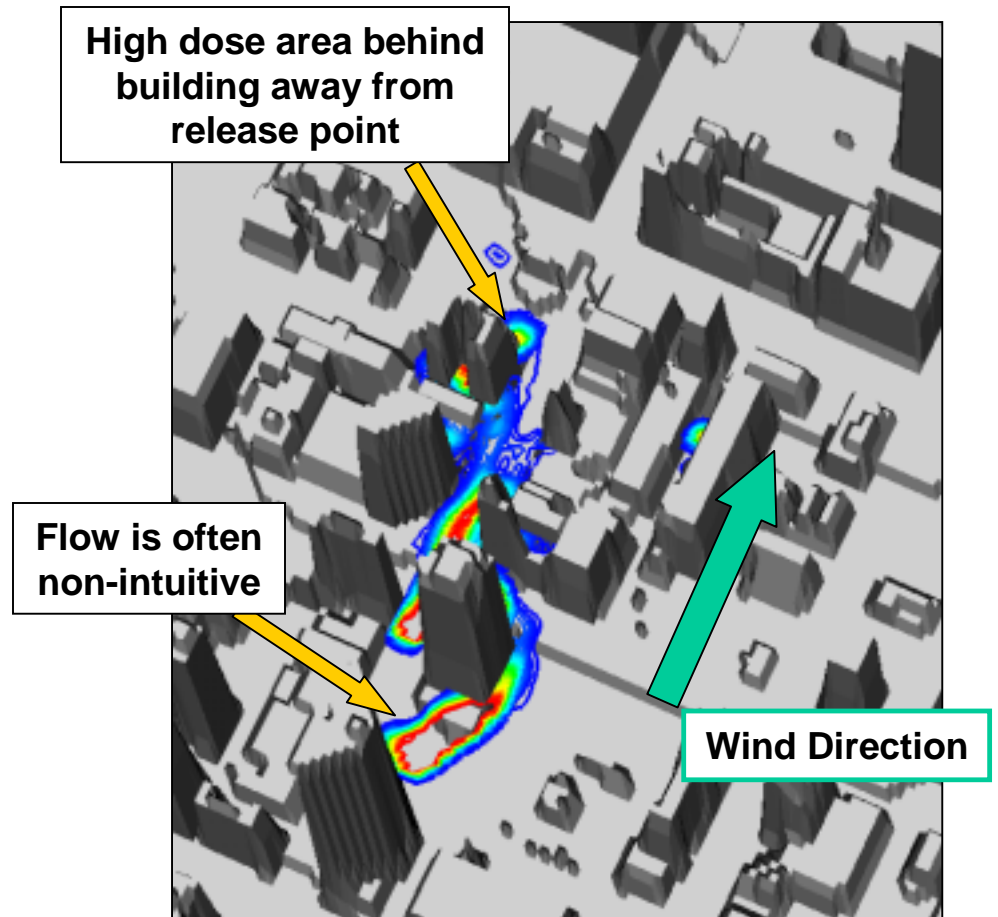 High dose area behind
building away from
release point
Flow is often
non-intuitive
Wind Direction